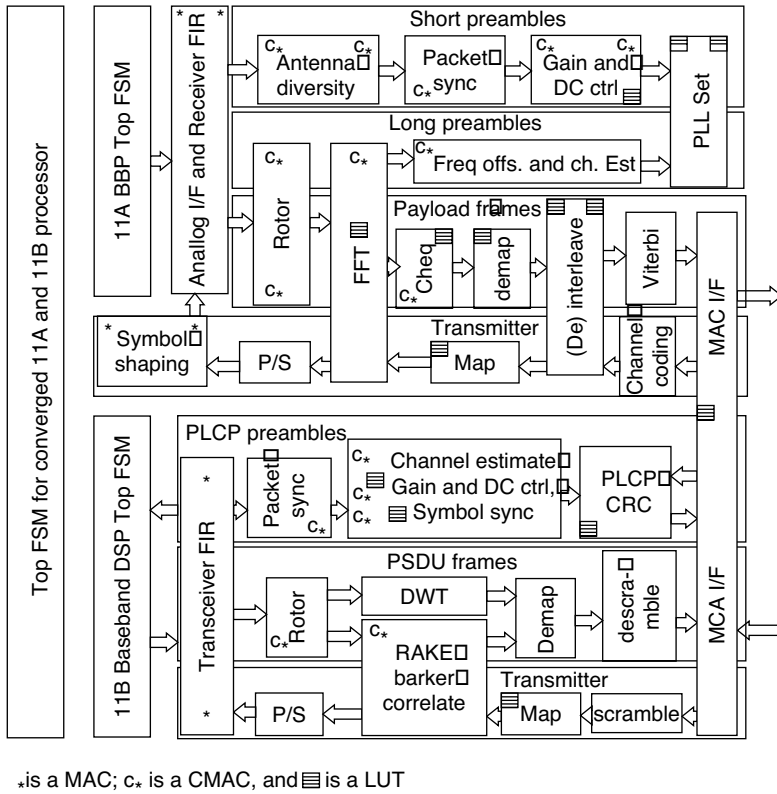 Top FSM for converged 11A and 11B processor
11A BBP Top FSM
Anallog I/F and Receiver FIR
* *
Short preambles
C* C*
Antenna
diversity
Packet
sync
C*
C* C*
Gain and
DC ctrl
PLL Set
Long preambles
C*
Rotor
C*
C*
FFT
C*
Freq offs. and ch. Est
Payload frames
Cheq
C*
demap
(De) interleave
Viterbi
MAC I/F
Transmitter
* *
Symbol
shaping
P/S
Map
Channel
coding
11B Baseband DSP Top FSM
PLCP preambles
*
Transceiver FIR
*
Packet
sync
C*
C*
Channel estimate
Gain and DC ctrl,
C*
C*
Symbol sync
PLCP
CRC
MCA I/F
PSDU frames
Rotor
C*
DWT
C*
RAKE
barker
correlate
Demap
descra-
mble
Transmitter
P/S
Map
scramble
*is a MAC; C* is a CMAC, and is a LUT